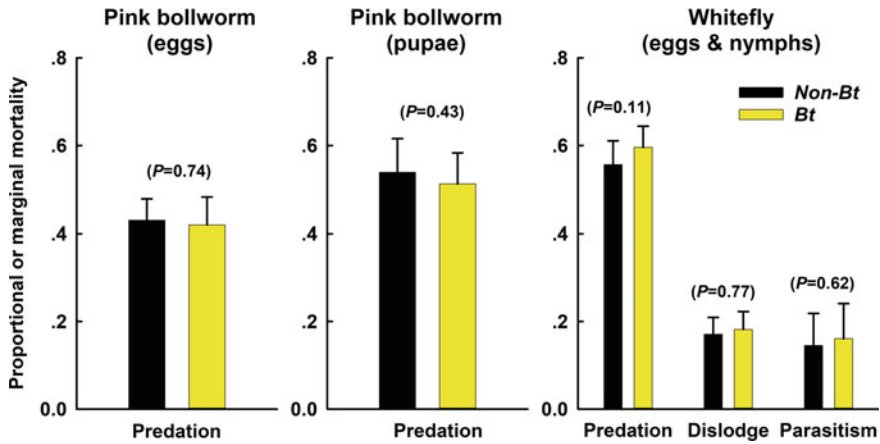 Proportional or marginal mortality
Pink bollworm
(eggs)
.8
.6
.4
.2
0.0
(P=0.74)
Predation
Pink bollworm
(pupae)
.8
.6
.4
.2
0.0
(P=0.43)
Predation
Whitefly
(eggs & nymphs)
.8
.6
.4
.2
0.0
Non-Bt
Bt
(P=0.11)
(P=0.77)
(P=0.62)
Predation Dislodge Parasitism